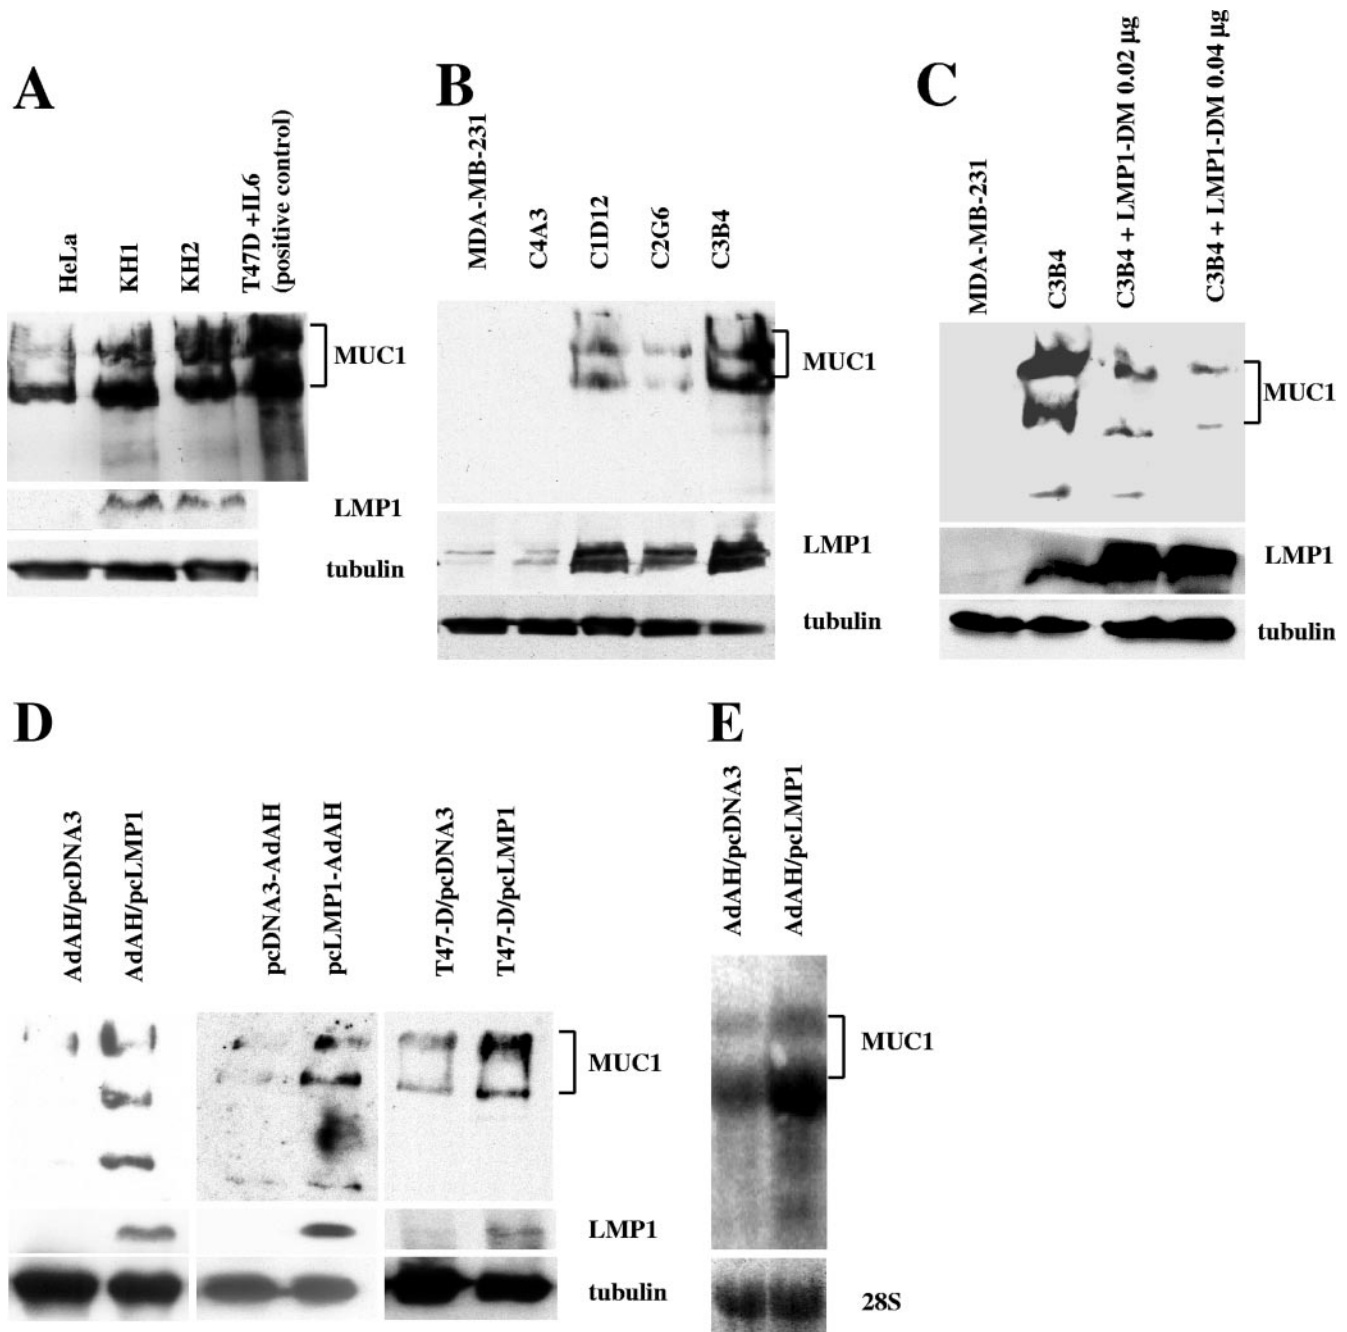 A
HeLa
KH1
KH2
T47D +IL6
(positive control)
MUC1
LMP1
tubulin
B
MDA-MB-231
C4A3
C1D12
C2G6
C3B4
MUC1
LMP1
tubulin
C
MDA-MB-231
C3B4
C3B4 + LMP1-DM 0.02 µg
C3B4 + LMP1-DM 0.04 µg
MUC1
LMP1
tubulin
D
AdAH/pcDNA3
AdAH/pcLMP1
pcDNA3-AdAH
pcLMP1-AdAH
T47-D/pcDNA3
T47-D/pcLMP1
MUC1
LMP1
tubulin
E
AdAH/pcDNA3
AdAH/pcLMP1
MUC1
28S